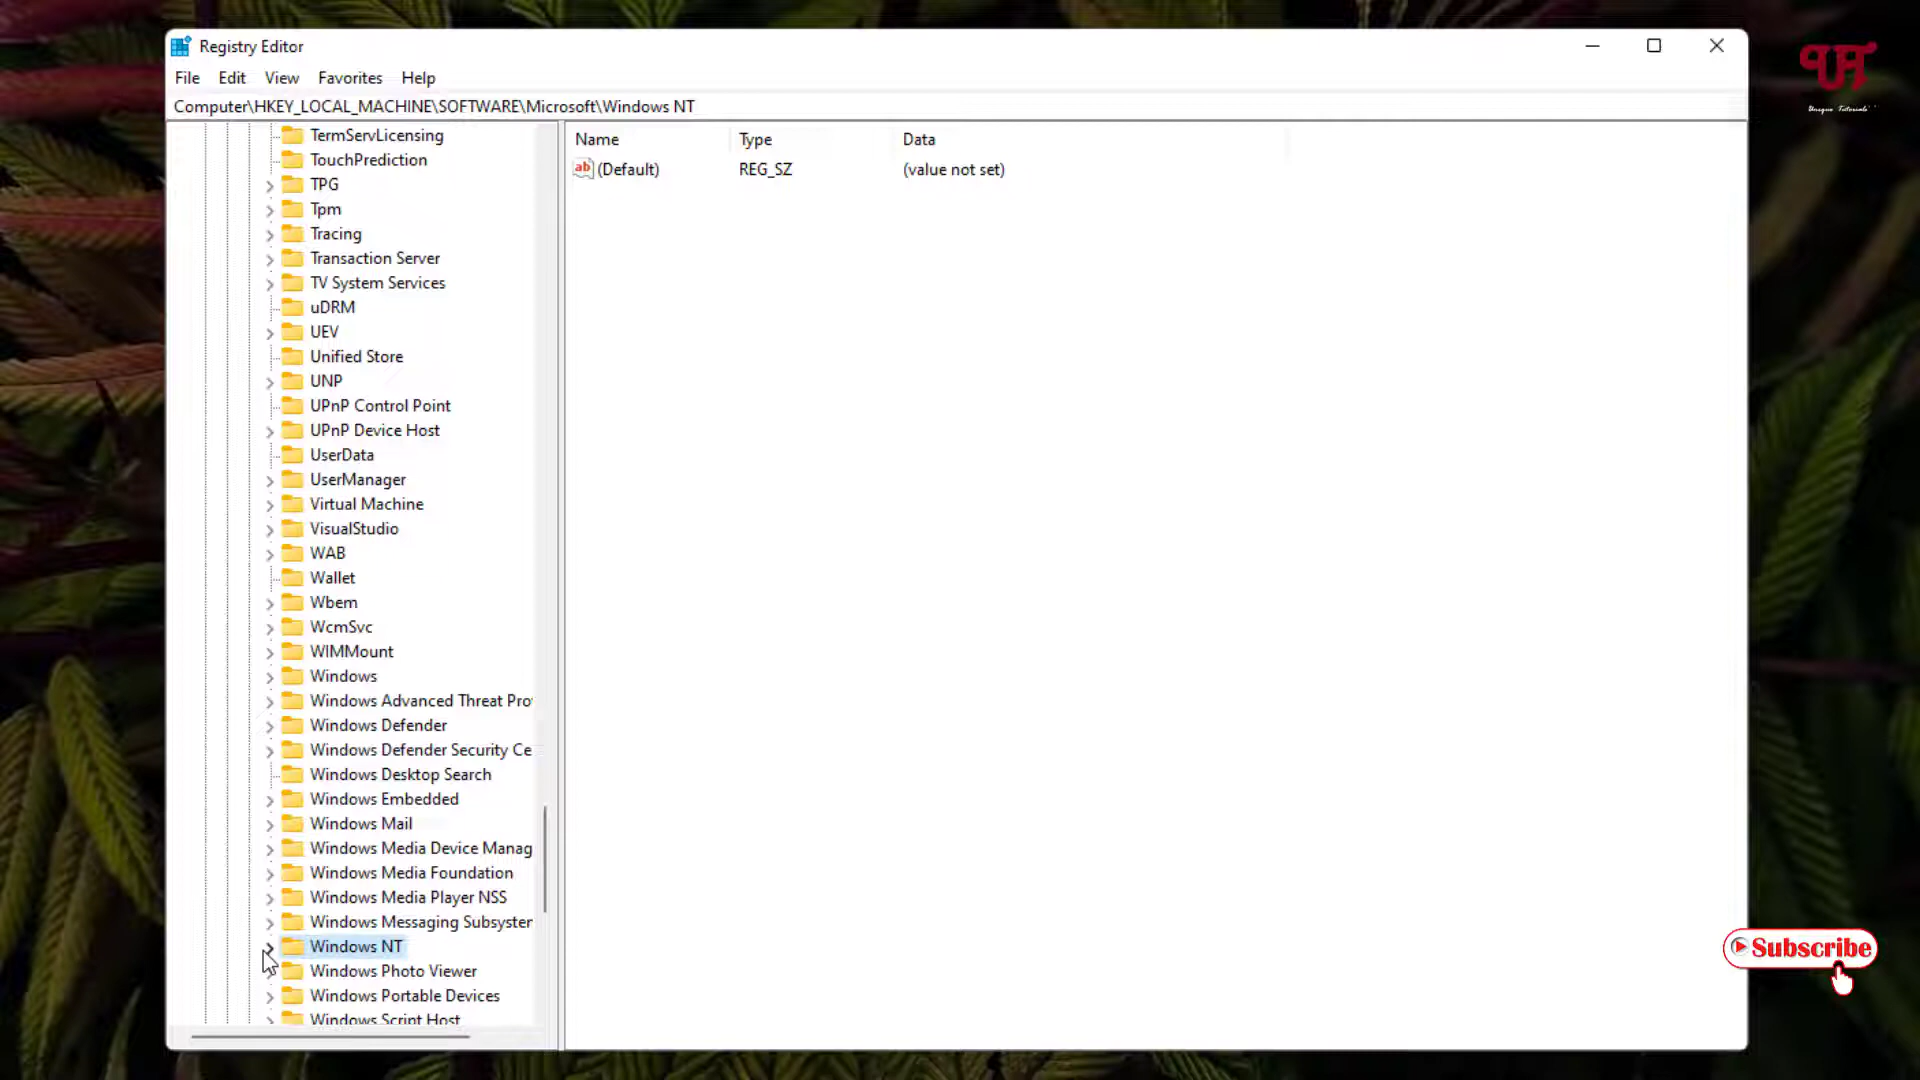 Registry Editor
File Edit View Favorites Help
Computer\HKEY_LOCAL_MACHINE\SOFTWARE\Microsoft\Windows NT
TermServLicensing
TouchPrediction
TPG
Tpm
Tracing
Transaction Server
TV System Services
uDRM
UEV
Unified Store
UNP
UPnP Control Point
UPnP Device Host
UserData
UserManager
Virtual Machine
VisualStudio
WAB
Wallet
Wbem
WcmSvc
WIMMount
Windows
Windows Advanced Threat Pro
Windows Defender
Windows Defender Security Ce
Windows Desktop Search
Windows Embedded
Windows Mail
Windows Media Device Manag
Windows Media Foundation
Windows Media Player NSS
Windows Messaging Subsyster
Windows NT
Windows Photo Viewer
Windows Portable Devices
Windows Script Host
Name Type Data
ab (Default) REG_SZ (value not set)
UT
Unique Tutorials
Subscribe